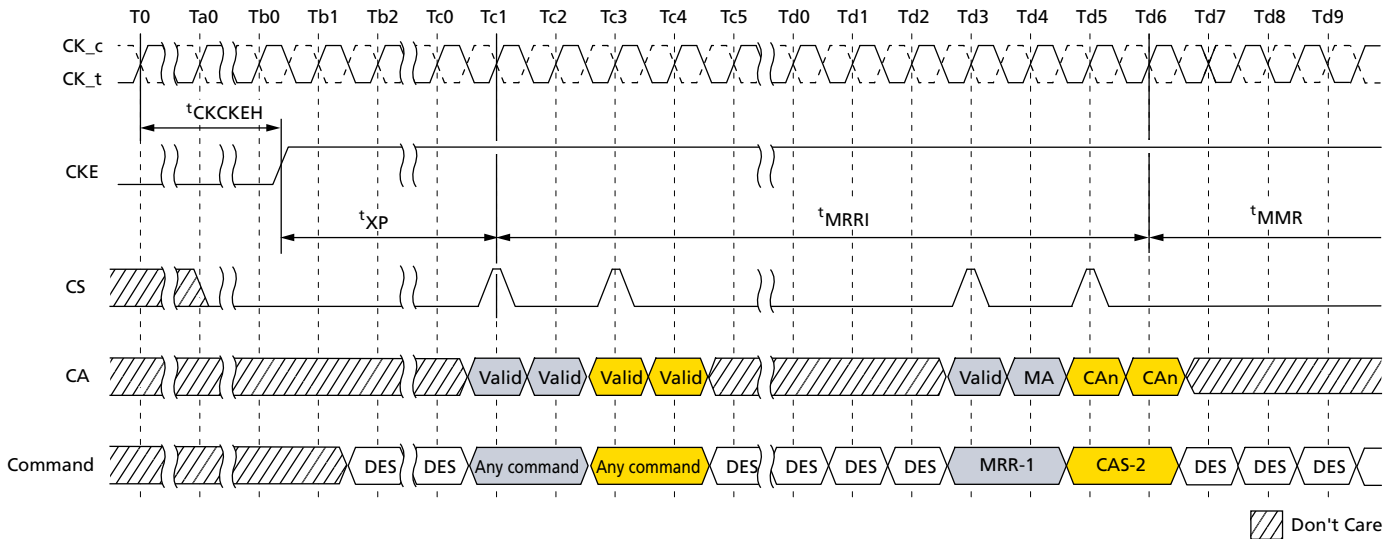 T0 Ta0 Tb0 Tb1 Tb2 Tc0 Tc1 Tc2 Tc3 Tc4 Tc5 Td0 Td1 Td2 Td3 Td4 Td5 Td6 Td7 Td8 Td9
CK_c
CK_t
tCKCKEH
CKE
tXP tMRRI tMMR
CS
CA Valid Valid Valid Valid Valid MA CAn CAn
Command DES DES Any command Any command DES DES DES DES MRR-1 CAS-2 DES DES DES
Don't Care